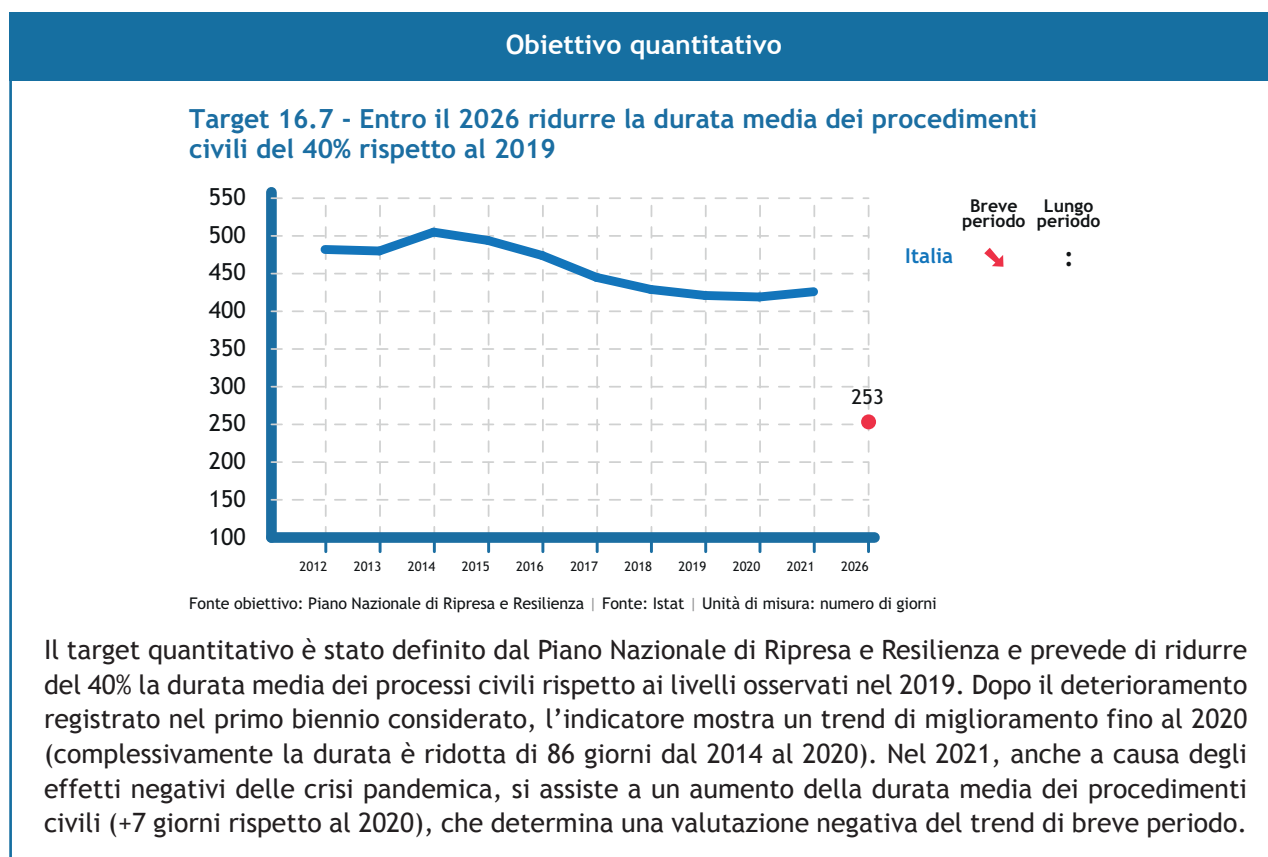 Obiettivo quantitativo
Target 16.7 - Entro il 2026 ridurre la durata media dei procedimenti
civili del 40% rispetto al 2019
550
500
450
400
350
300
250
200
150
100
253
2012 2013 2014 2015 2016 2017 2018 2019 2020 2021 2026
Breve periodo
Lungo periodo
Italia :
Fonte obiettivo: Piano Nazionale di Ripresa e Resilienza | Fonte: Istat | Unità di misura: numero di giorni
Il target quantitativo è stato definito dal Piano Nazionale di Ripresa e Resilienza e prevede di ridurre
del 40% la durata media dei processi civili rispetto ai livelli osservati nel 2019. Dopo il deterioramento
registrato nel primo biennio considerato, l’indicatore mostra un trend di miglioramento fino al 2020
(complessivamente la durata è ridotta di 86 giorni dal 2014 al 2020). Nel 2021, anche a causa degli
effetti negativi delle crisi pandemica, si assiste a un aumento della durata media dei procedimenti
civili (+7 giorni rispetto al 2020), che determina una valutazione negativa del trend di breve periodo.